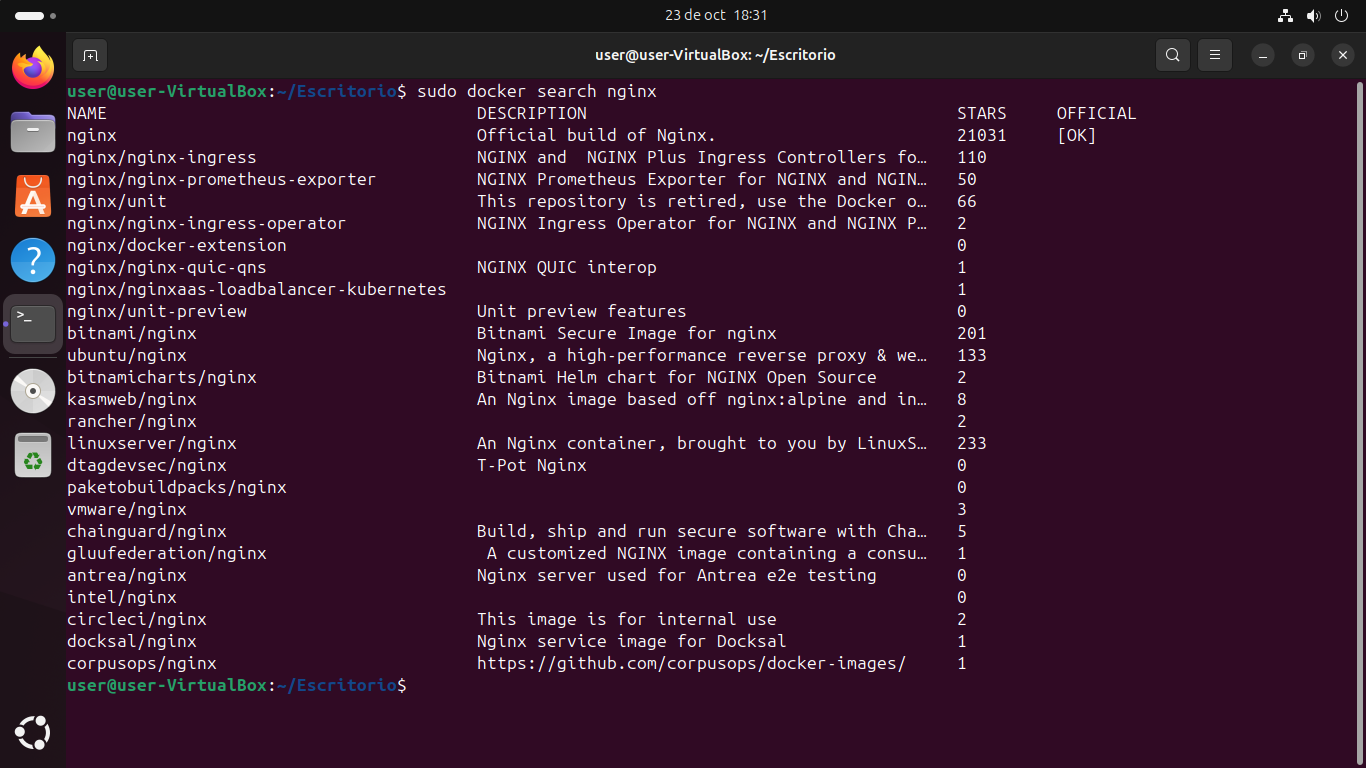 23 de oct 18:31
user@user-VirtualBox: ~/Escritorio
user@user-VirtualBox:~/Escritorio$ sudo docker search nginx
NAME DESCRIPTION STARS OFFICIAL
nginx Official build of Nginx. 21031 [OK]
nginx/nginx-ingress NGINX and  NGINX Plus Ingress Controllers fo… 110
nginx/nginx-prometheus-exporter NGINX Prometheus Exporter for NGINX and NGIN… 50
nginx/unit This repository is retired, use the Docker o… 66
nginx/nginx-ingress-operator NGINX Ingress Operator for NGINX and NGINX P… 2
nginx/docker-extension 0
nginx/nginx-quic-qns NGINX QUIC interop 1
nginx/nginxaas-loadbalancer-kubernetes 1
nginx/unit-preview Unit preview features 0
bitnami/nginx Bitnami Secure Image for nginx 201
ubuntu/nginx Nginx, a high-performance reverse proxy & we… 133
bitnamicharts/nginx Bitnami Helm chart for NGINX Open Source 2
kasmweb/nginx An Nginx image based off nginx:alpine and in… 8
rancher/nginx 2
linuxserver/nginx An Nginx container, brought to you by LinuxS… 233
dtagdevsec/nginx T-Pot Nginx 0
paketobuildpacks/nginx 0
vmware/nginx 3
chainguard/nginx Build, ship and run secure software with Cha… 5
gluufederation/nginx A customized NGINX image containing a consu… 1
antrea/nginx Nginx server used for Antrea e2e testing 0
intel/nginx 0
circleci/nginx This image is for internal use 2
docksal/nginx Nginx service image for Docksal 1
corpusops/nginx https://github.com/corpusops/docker-images/ 1
user@user-VirtualBox:~/Escritorio$